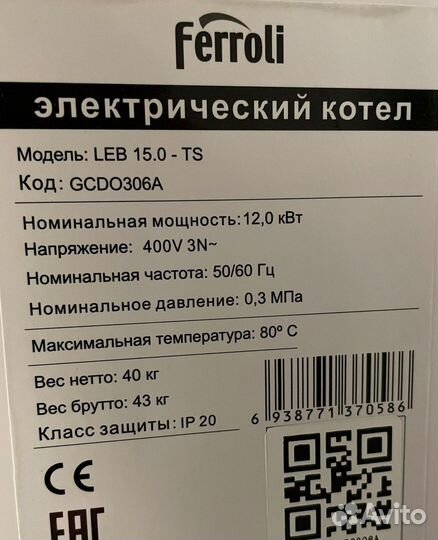 Ferroli
электрический котел
Модель: LEB 15.0 - TS
Код: GCDO306A
Номинальная мощность:12,0 кВт
Напряжение: 400V 3N~
Номинальная частота: 50/60 Гц
Номинальное давление: 0,3 МПа
Максимальная температура: 80º C
Вес нетто: 40 кг
Вес брутто: 43 кг
Класс защиты: IP 20
6 938771 370586
CE
EAC
Avito